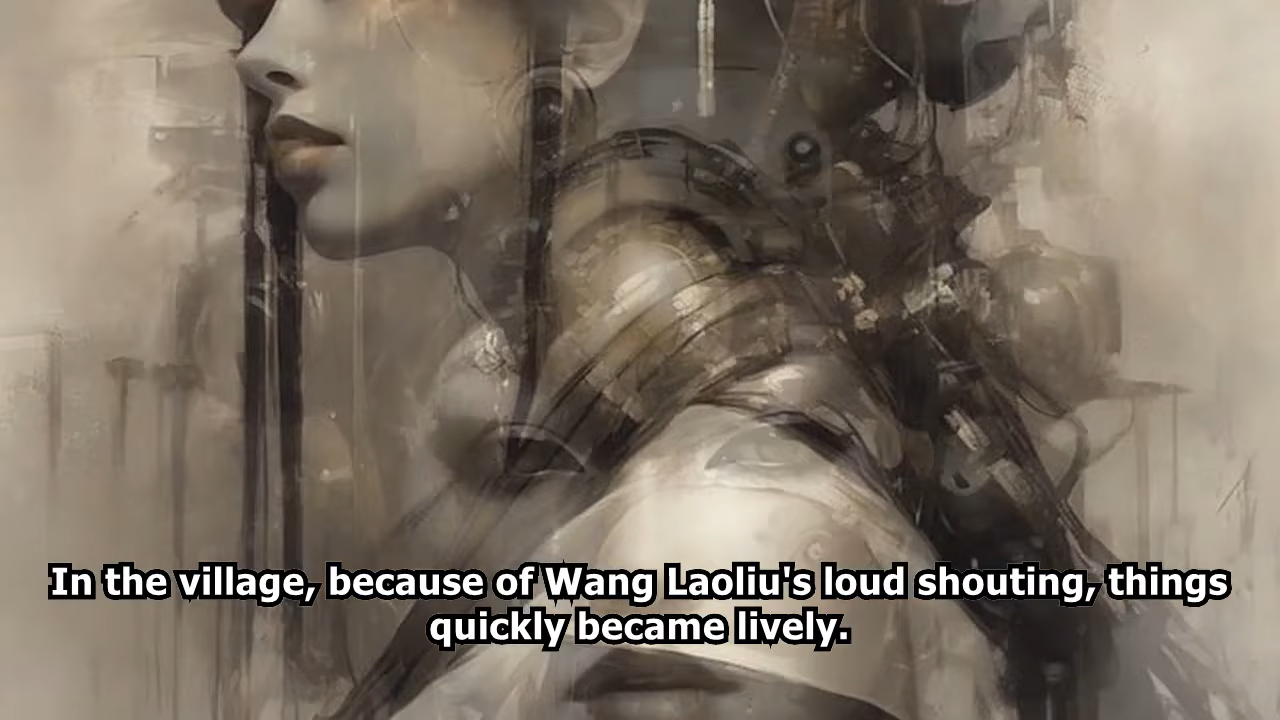 In the village, because of Wang Laoliu's loud shouting, things
quickly became lively.